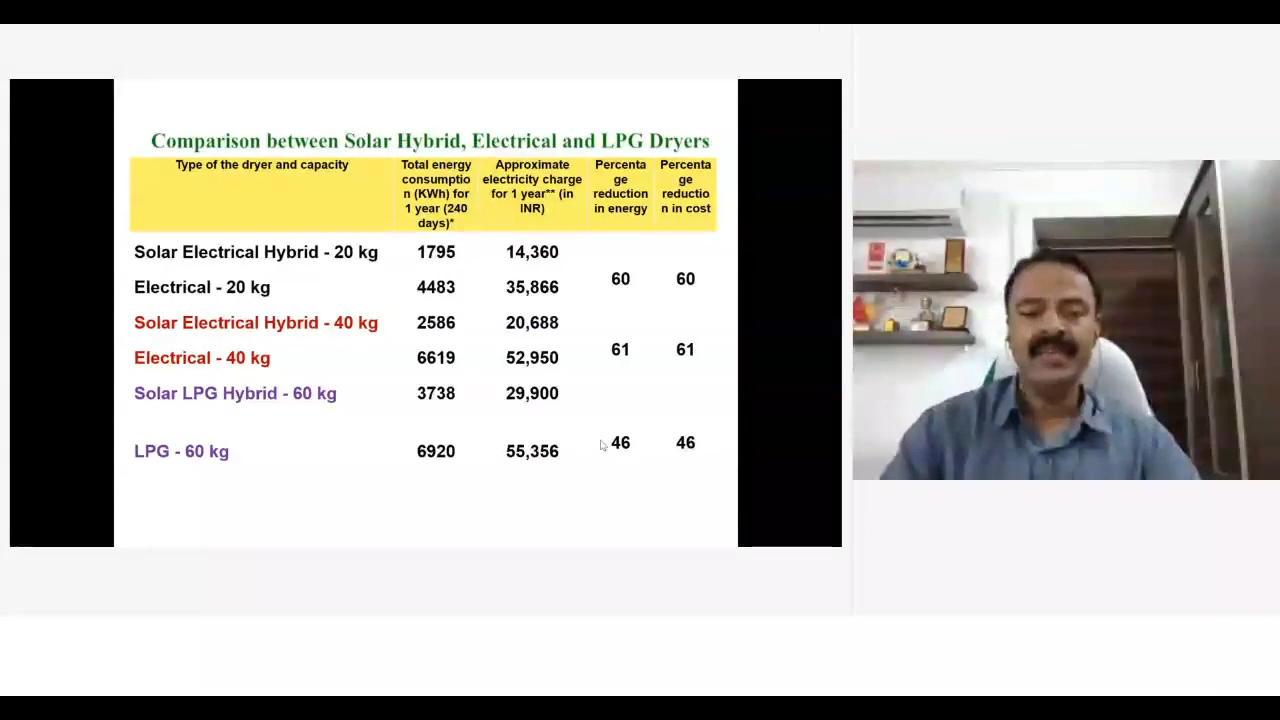 Comparison between Solar Hybrid, Electrical and LPG Dryers
Type of the dryer and capacity
Total energy
consumptio
n (KWh) for
1 year (240
days)*
Approximate
electricity charge
for 1 year** (in
INR)
Percenta
ge
reduction
in energy
Percenta
ge
reductio
n in cost
Solar Electrical Hybrid - 20 kg 1795 14,360
60 60
Electrical - 20 kg 4483 35,866
Solar Electrical Hybrid - 40 kg 2586 20,688
61 61
Electrical - 40 kg 6619 52,950
Solar LPG Hybrid - 60 kg 3738 29,900
46 46
LPG - 60 kg 6920 55,356